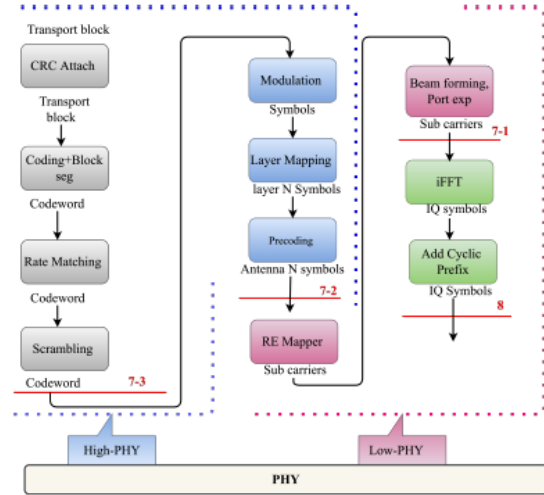 Transport block
CRC Attach
Transport
block
Coding+Block
seg
Codeword
Rate Matching
Codeword
Scrambling
Codeword
7-3
Modulation
Symbols
Layer Mapping
layer N Symbols
Precoding
Antenna N symbols
7-2
RE Mapper
Sub carriers
Beam forming,
Port exp
Sub carriers
7-1
iFFT
IQ symbols
Add Cyclic
Prefix
IQ Symbols
8
High-PHY
Low-PHY
PHY